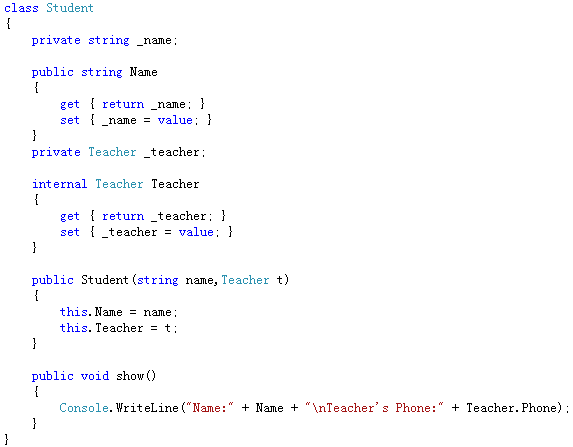 class Student
{
    private string _name;

    public string Name
    {
        get { return _name; }
        set { _name = value; }
    }
    private Teacher _teacher;

    internal Teacher Teacher
    {
        get { return _teacher; }
        set { _teacher = value; }
    }

    public Student(string name,Teacher t)
    {
        this.Name = name;
        this.Teacher = t;
    }

    public void show()
    {
        Console.WriteLine("Name:" + Name + "\nTeacher's Phone:" + Teacher.Phone);
    }
}